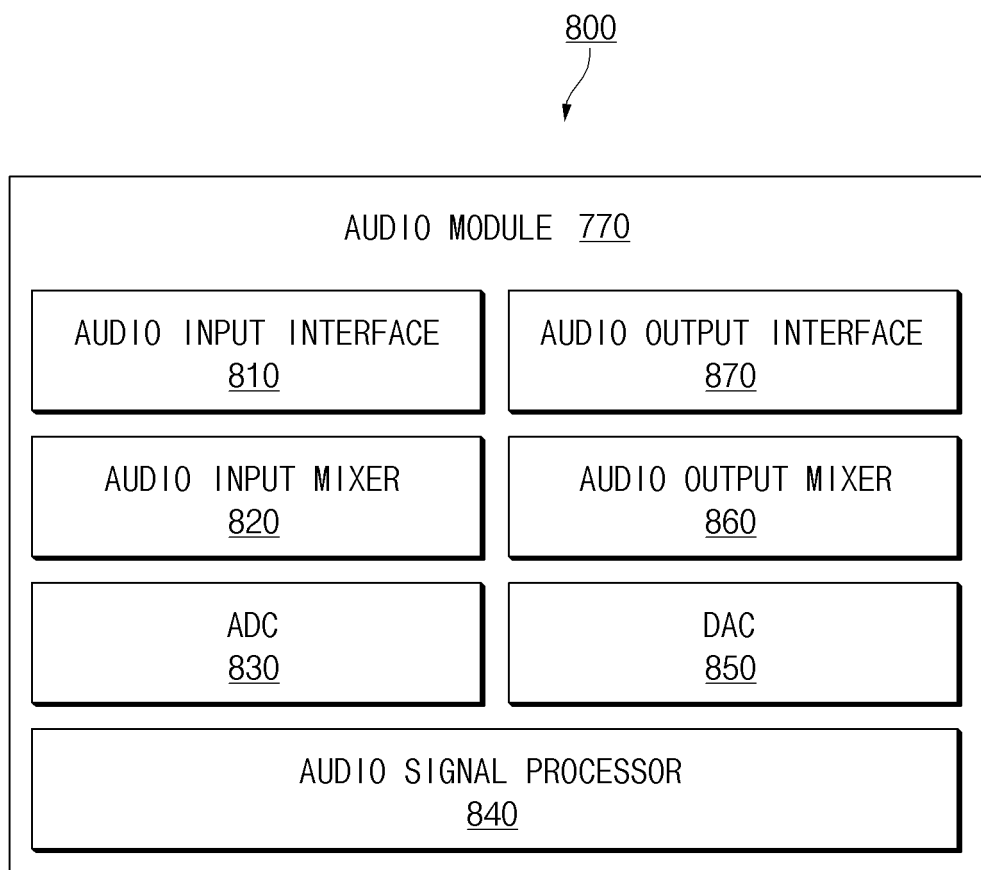 800
AUDIO MODULE 770
AUDIO INPUT INTERFACE
810
AUDIO OUTPUT INTERFACE
870
AUDIO INPUT MIXER
820
AUDIO OUTPUT MIXER
860
ADC
830
DAC
850
AUDIO SIGNAL PROCESSOR
840